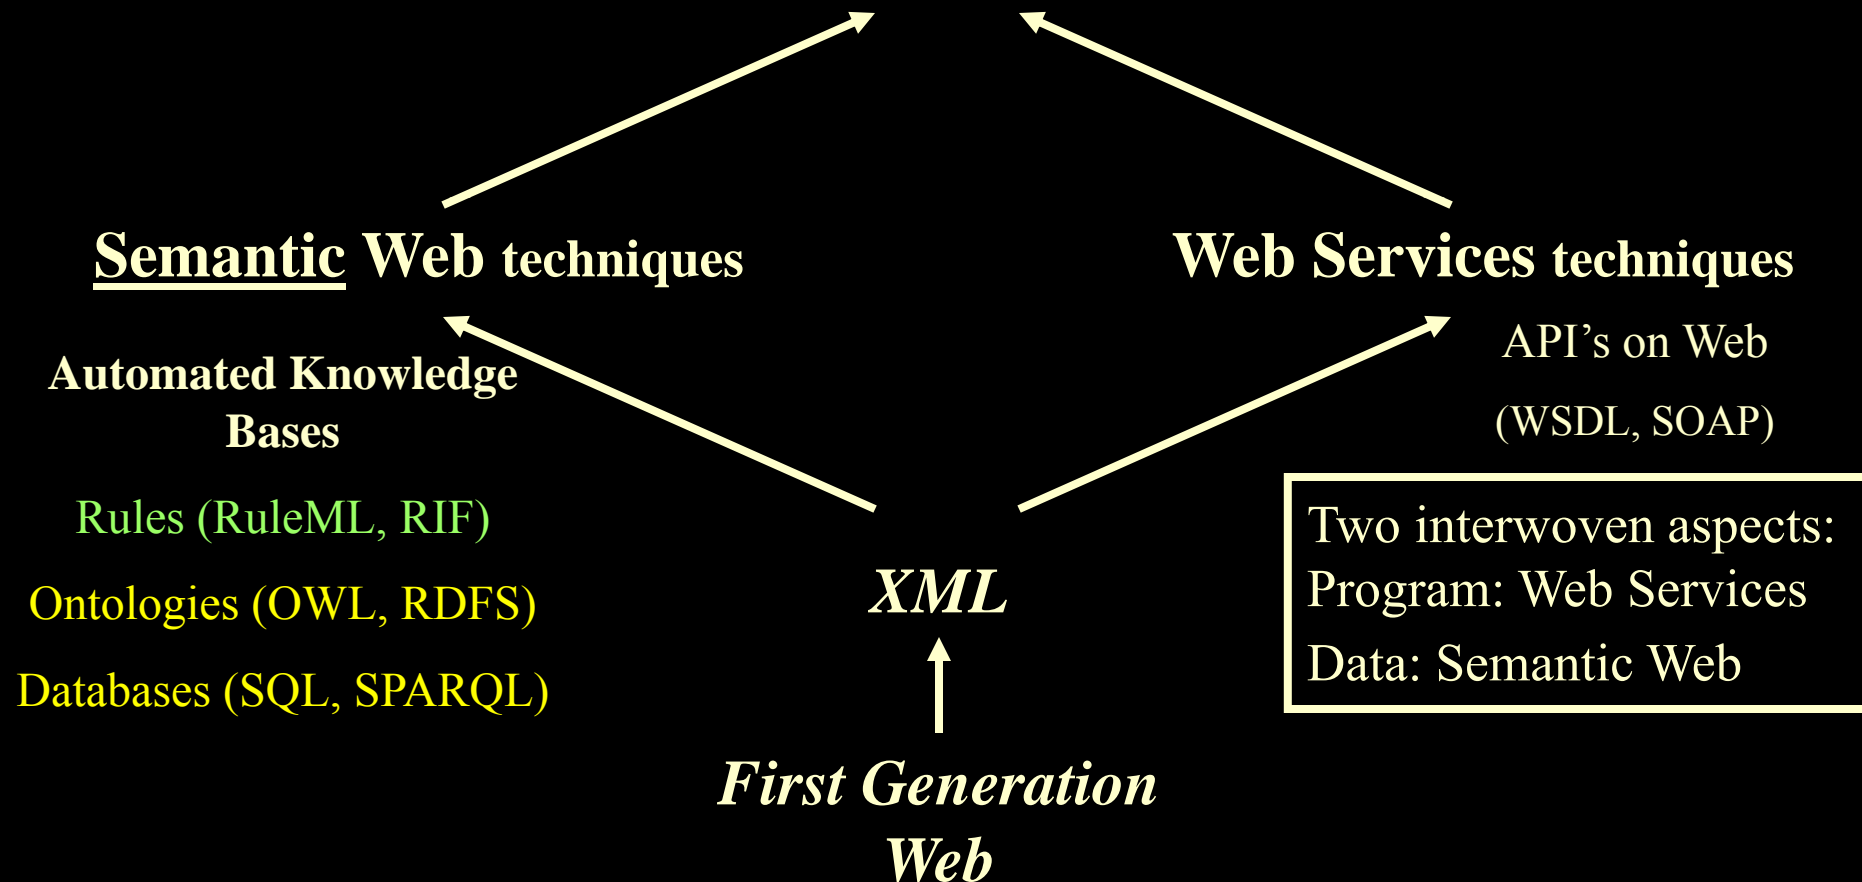 Semantic Web techniques
Web Services techniques
Automated Knowledge
Bases
Rules (RuleML, RIF)
Ontologies (OWL, RDFS)
Databases (SQL, SPARQL)
API’s on Web
(WSDL, SOAP)
Two interwoven aspects:
Program: Web Services
Data: Semantic Web
XML
First Generation
Web